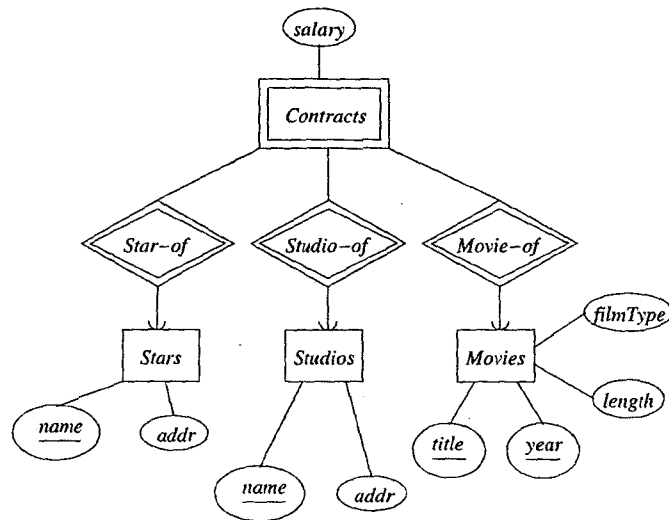 salary
Contracts
Star-of
Studio-of
Movie-of
filmType
Stars
Studios
Movies
length
name
addr
title
year
name
addr